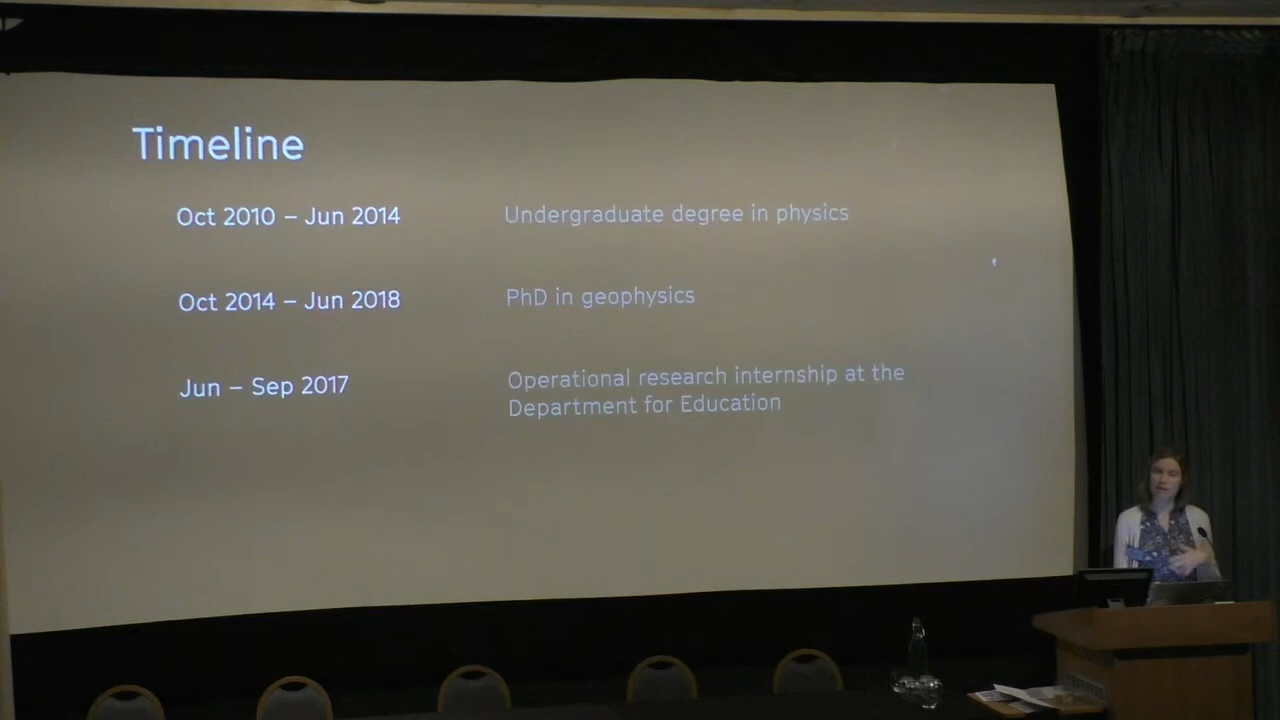 Timeline
Oct 2010 – Jun 2014
Undergraduate degree in physics
Oct 2014 – Jun 2018
PhD in geophysics
Jun – Sep 2017
Operational research internship at the
Department for Education